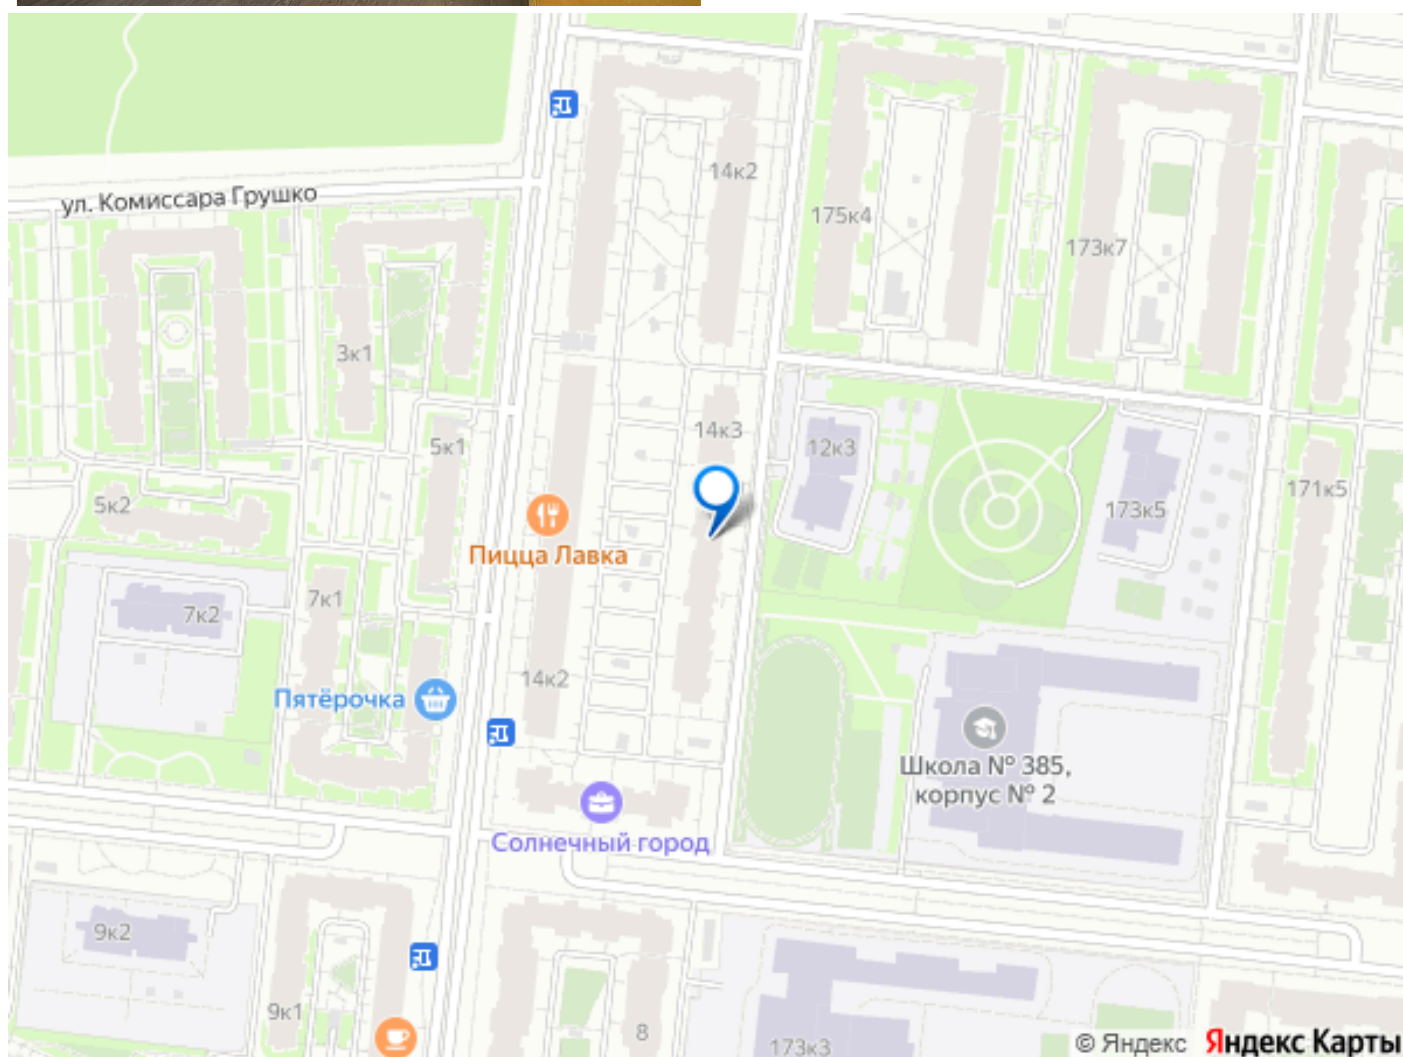 14к2
ул. Комиссара Грушко
175к4
173к7
3к1
14к3
5к1
12к3
171к5
5к2
173к5
Пицца Лавка
7к1
7к2
14к2
Пятёрочка
Школа № 385,
корпус № 2
Солнечный город
9к2
9к1
8
173к3
© Яндекс Яндекс Карты